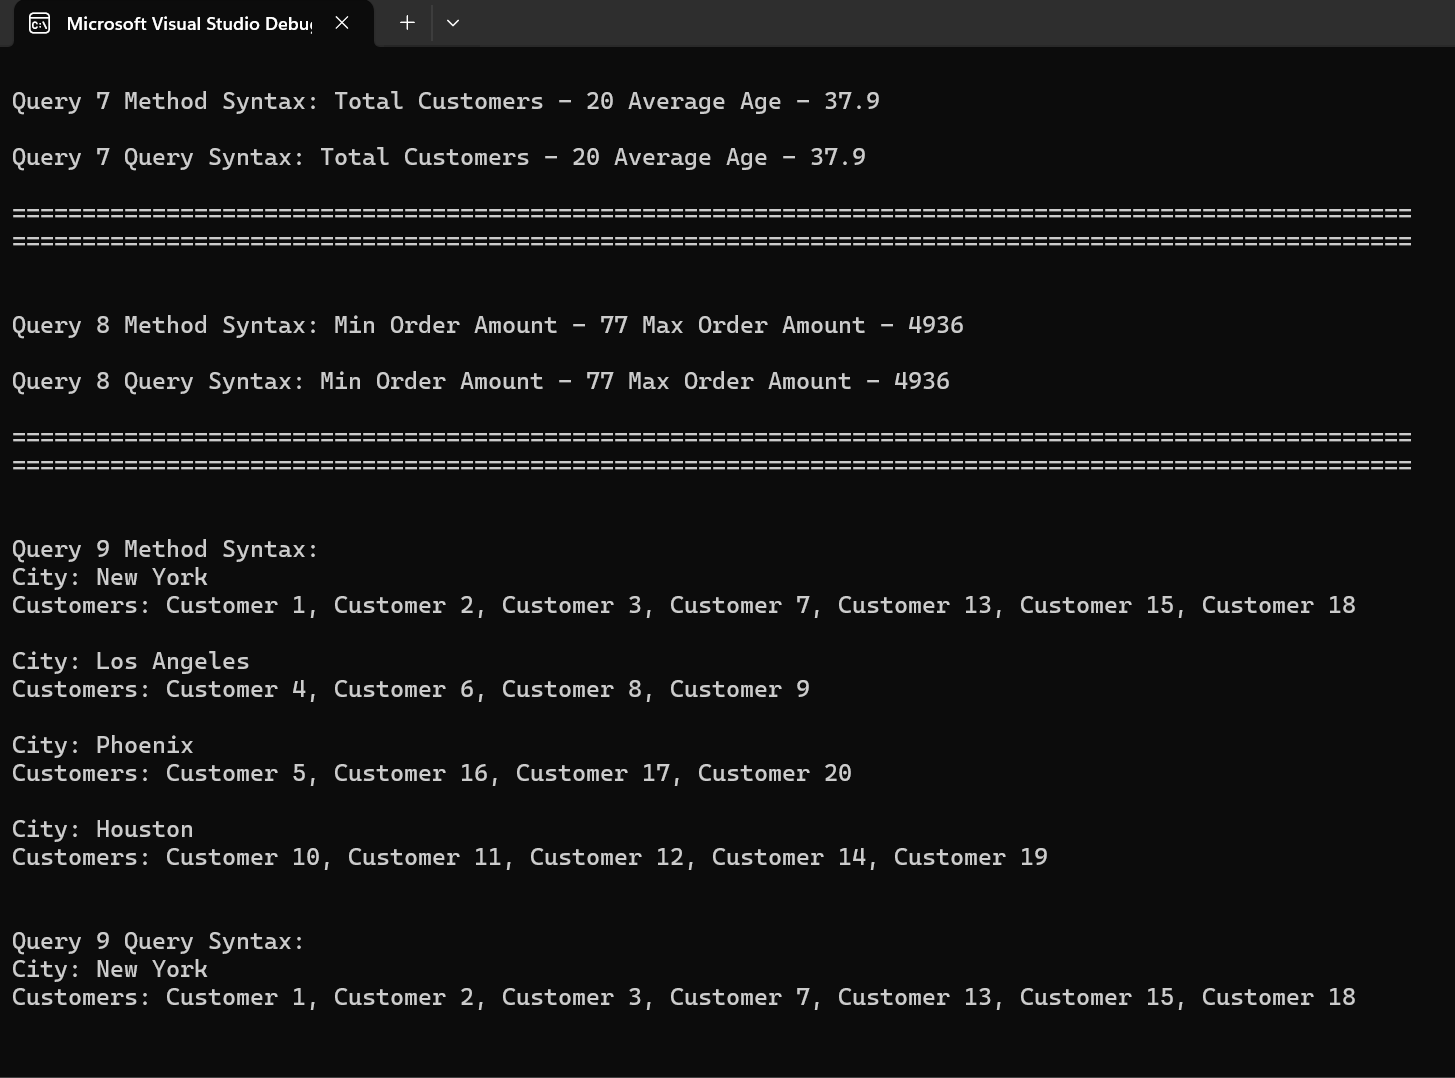 Microsoft Visual Studio Debug
Query 7 Method Syntax: Total Customers - 20 Average Age - 37.9
Query 7 Query Syntax: Total Customers - 20 Average Age - 37.9
====================================================================================================
====================================================================================================
Query 8 Method Syntax: Min Order Amount - 77 Max Order Amount - 4936
Query 8 Query Syntax: Min Order Amount - 77 Max Order Amount - 4936
====================================================================================================
====================================================================================================
Query 9 Method Syntax:
City: New York
Customers: Customer 1, Customer 2, Customer 3, Customer 7, Customer 13, Customer 15, Customer 18
City: Los Angeles
Customers: Customer 4, Customer 6, Customer 8, Customer 9
City: Phoenix
Customers: Customer 5, Customer 16, Customer 17, Customer 20
City: Houston
Customers: Customer 10, Customer 11, Customer 12, Customer 14, Customer 19
Query 9 Query Syntax:
City: New York
Customers: Customer 1, Customer 2, Customer 3, Customer 7, Customer 13, Customer 15, Customer 18